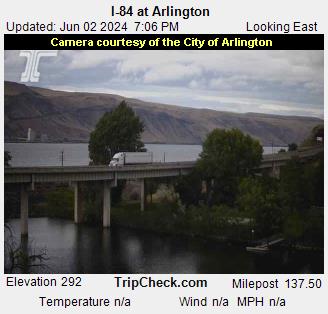 I-84 at Arlington
Updated: Jun 02 2024 7:06 PM Looking East
Camera courtesy of the City of Arlington
Elevation 292 TripCheck.com Milepost 137.50
Temperature n/a Wind n/a MPH n/a